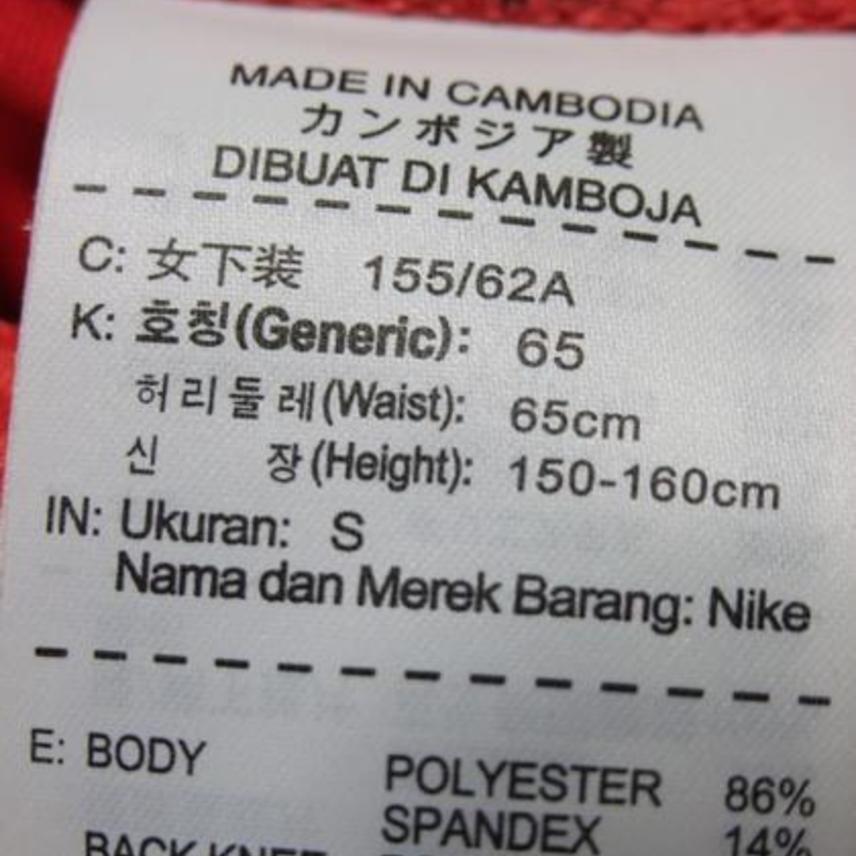 MADE IN CAMBODIA
カンボジア製
DIBUAT DI KAMBOJA
C: 女下装 155/62A
K: 호칭(Generic): 65
허리둘레(Waist): 65cm
신 장(Height): 150-160cm
IN: Ukuran: S
Nama dan Merek Barang: Nike
E: BODY POLYESTER 86%
SPANDEX 14%
BACK KNEE